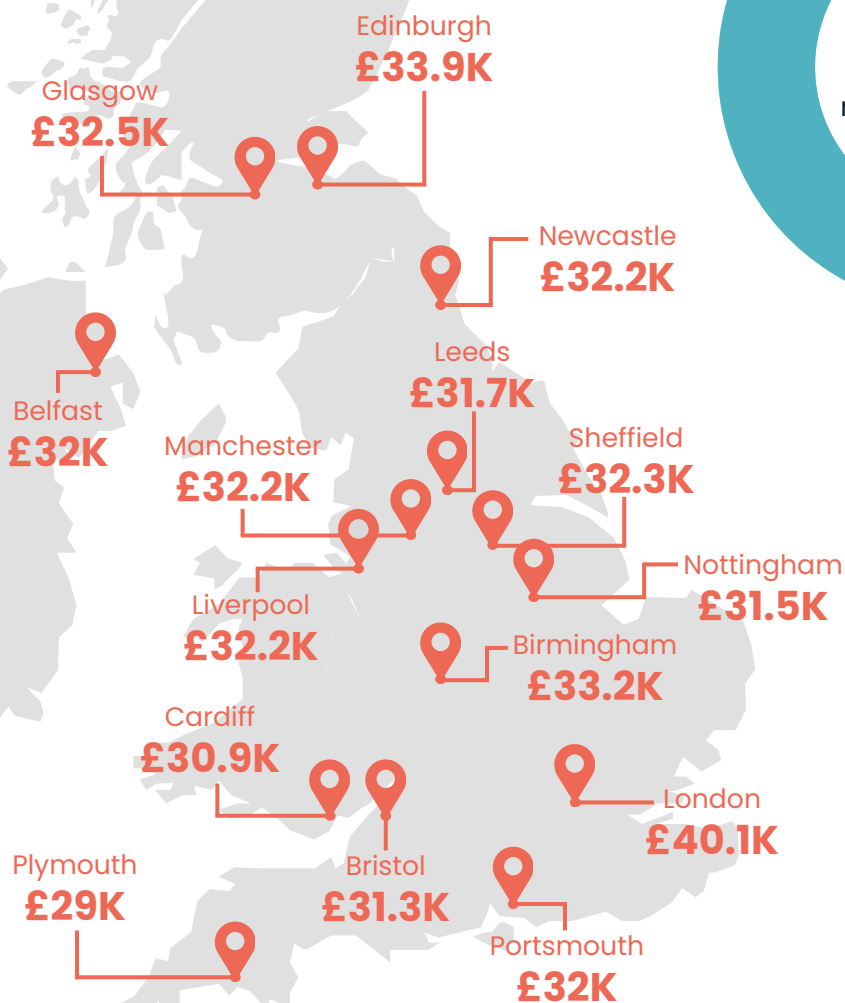 Edinburgh
£33.9K
Glasgow
£32.5K
Newcastle
£32.2K
Leeds
£31.7K
Belfast
£32K
Manchester
£32.2K
Sheffield
£32.3K
Nottingham
£31.5K
Liverpool
£32.2K
Birmingham
£33.2K
Cardiff
£30.9K
London
£40.1K
Plymouth
£29K
Bristol
£31.3K
Portsmouth
£32K